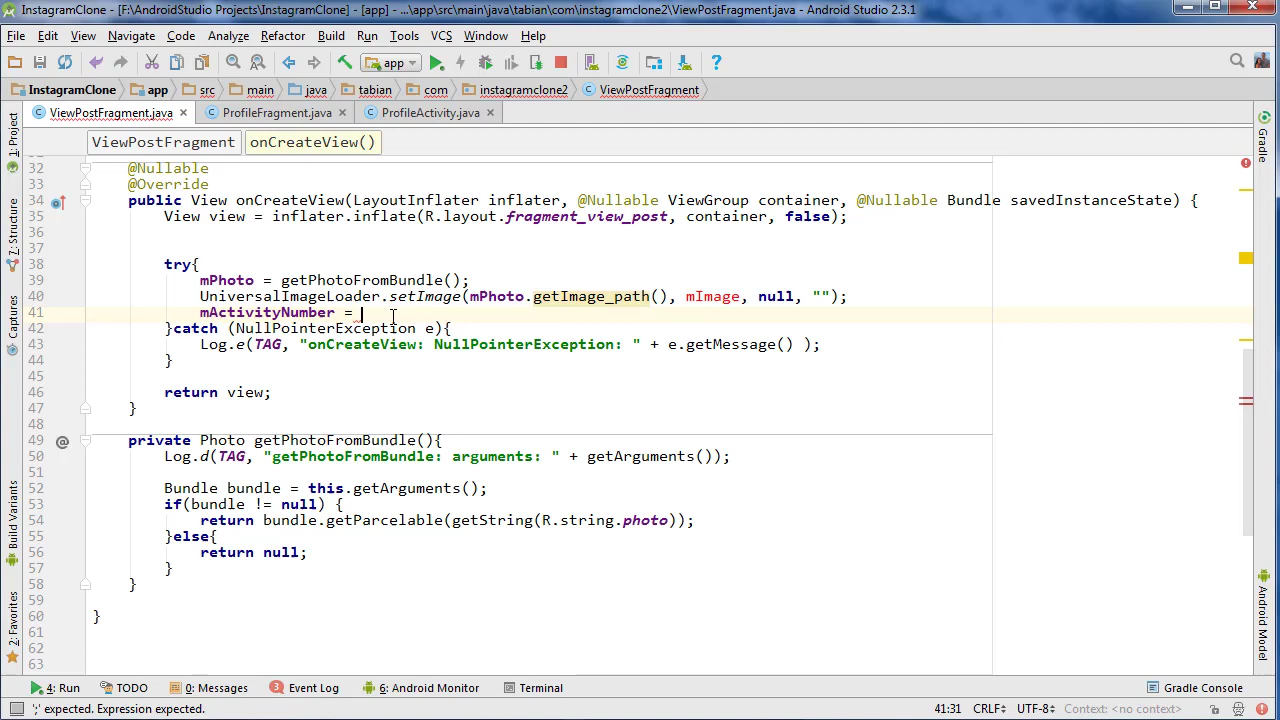 InstagramClone - [F:\AndroidStudio Projects\InstagramClone] - [app] - ...\app\src\main\java\tabian\com\instagramclone2\ViewPostFragment.java - Android Studio 2.3.1
File Edit View Navigate Code Analyze Refactor Build Run Tools VCS Window Help
app
InstagramClone app src main java tabian com instagramclone2 ViewPostFragment
ViewPostFragment.java ProfileFragment.java ProfileActivity.java
ViewPostFragment onCreateView()
1: Project
7: Structure
Captures
Build Variants
2: Favorites
Gradle
Android Model
32 @Nullable
33 @Override
34 public View onCreateView(LayoutInflater inflater, @Nullable ViewGroup container, @Nullable Bundle savedInstanceState) {
35 View view = inflater.inflate(R.layout.fragment_view_post, container, false);
36
37
38 try{
39 mPhoto = getPhotoFromBundle();
40 UniversalImageLoader.setImage(mPhoto.getImage_path(), mImage, null, "");
41 mActivityNumber =
42 }catch (NullPointerException e){
43 Log.e(TAG, "onCreateView: NullPointerException: " + e.getMessage() );
44 }
45
46 return view;
47 }
48
49 private Photo getPhotoFromBundle(){
50 Log.d(TAG, "getPhotoFromBundle: arguments: " + getArguments());
51
52 Bundle bundle = this.getArguments();
53 if(bundle != null) {
54 return bundle.getParcelable(getString(R.string.photo));
55 }else{
56 return null;
57 }
58 }
59
60 }
61
62
63
4: Run TODO 0: Messages 3 Event Log 6: Android Monitor Terminal Gradle Console
';' expected. Expression expected. 41:31 CRLF UTF-8 Context: <no context>